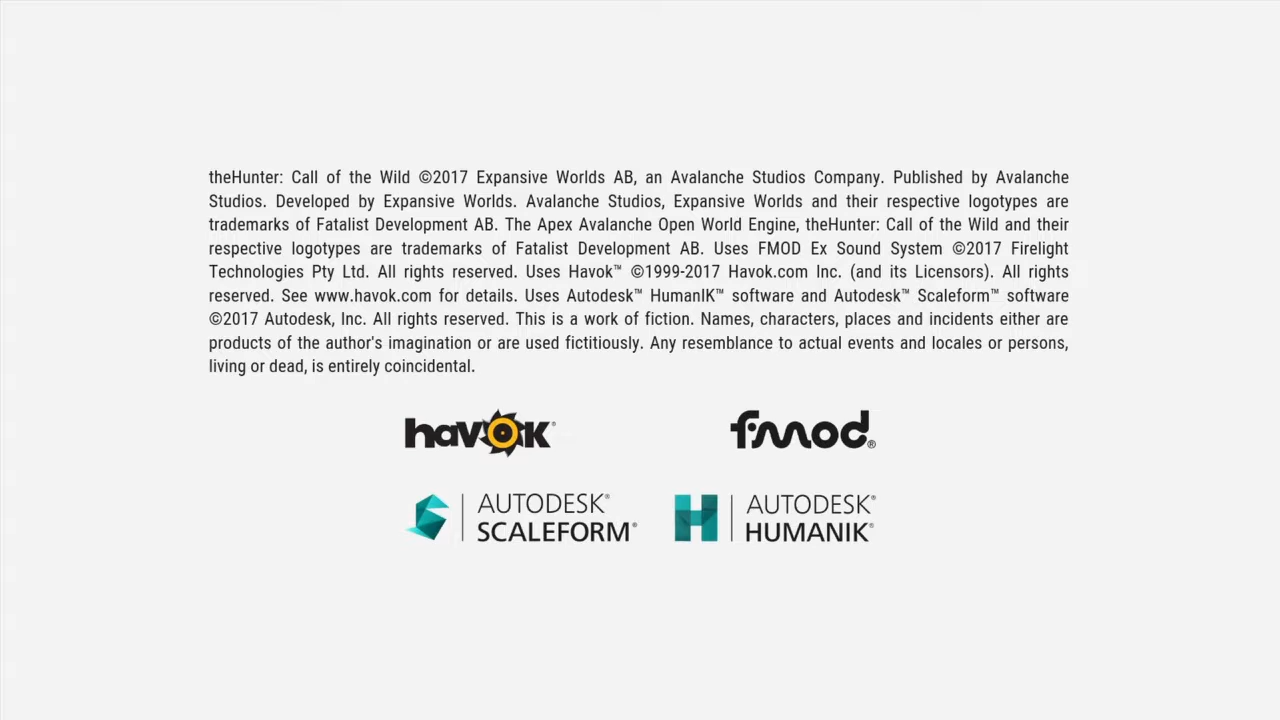 theHunter: Call of the Wild ©2017 Expansive Worlds AB, an Avalanche Studios Company. Published by Avalanche
Studios. Developed by Expansive Worlds. Avalanche Studios, Expansive Worlds and their respective logotypes are
trademarks of Fatalist Development AB. The Apex Avalanche Open World Engine, theHunter: Call of the Wild and their
respective logotypes are trademarks of Fatalist Development AB. Uses FMOD Ex Sound System ©2017 Firelight
Technologies Pty Ltd. All rights reserved. Uses Havok™ ©1999-2017 Havok.com Inc. (and its Licensors). All rights
reserved. See www.havok.com for details. Uses Autodesk™ HumanIK™ software and Autodesk™ Scaleform™ software
©2017 Autodesk, Inc. All rights reserved. This is a work of fiction. Names, characters, places and incidents either are
products of the author's imagination or are used fictitiously. Any resemblance to actual events and locales or persons,
living or dead, is entirely coincidental.
havok®
fmod®
AUTODESK®
SCALEFORM®
AUTODESK®
HUMANIK®